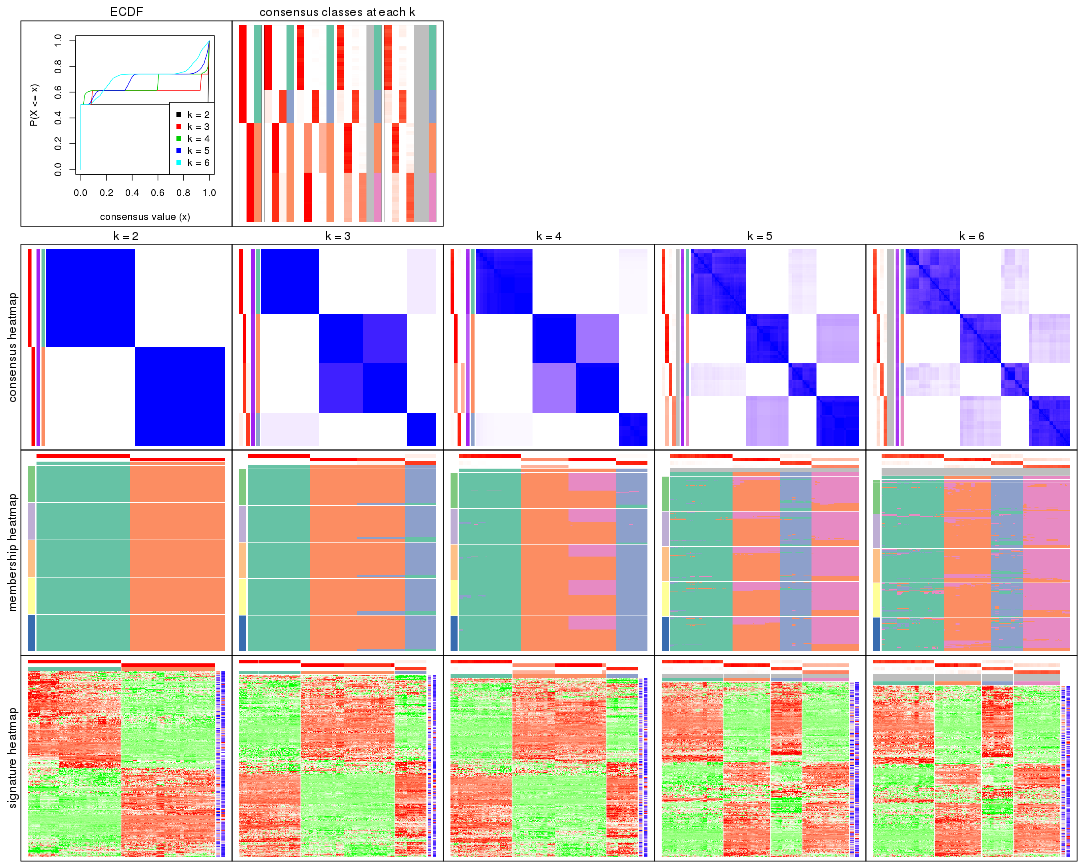 ECDF
consensus classes at each k
P(X <= x)
1.0
0.8
0.6
0.4
0.2
0.0
k = 2
k = 3
k = 4
k = 5
k = 6
0.0 0.2 0.4 0.6 0.8 1.0
consensus value (x)
k = 2 k = 3 k = 4 k = 5 k = 6
consensus heatmap
membership heatmap
signature heatmap